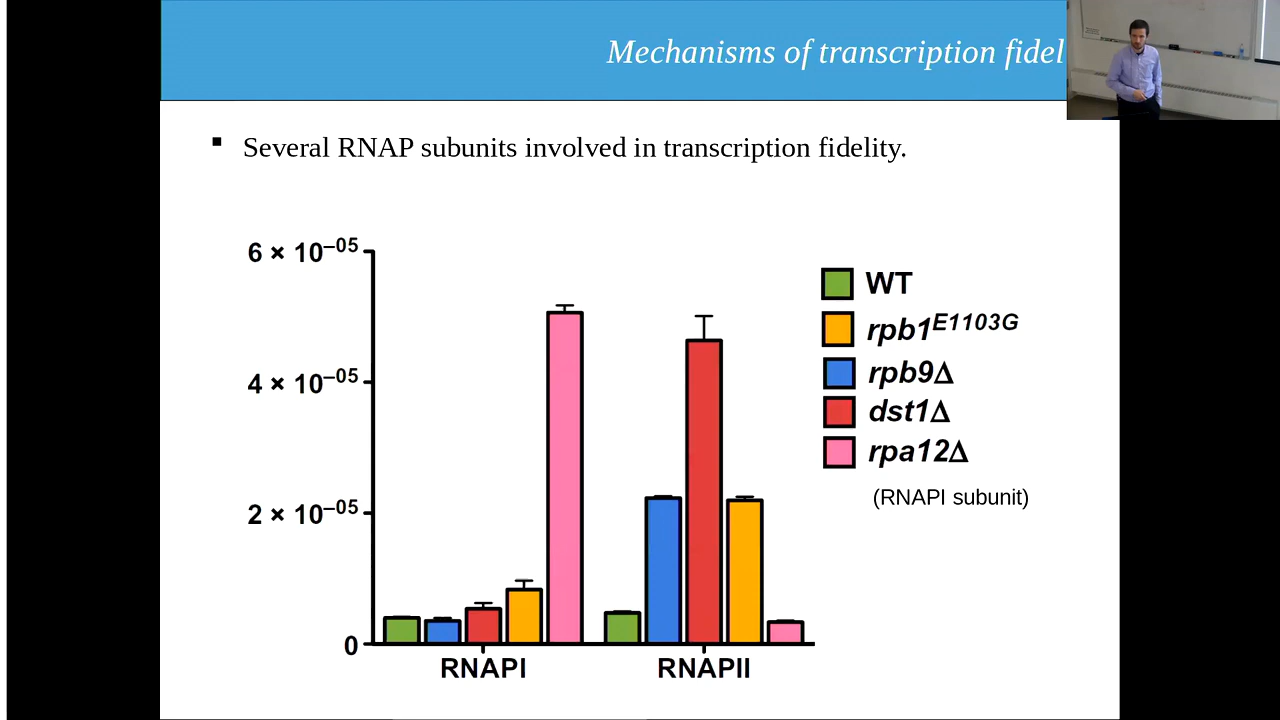 Mechanisms of transcription fidel
▪ Several RNAP subunits involved in transcription fidelity.
6 × 10⁻⁰⁵
4 × 10⁻⁰⁵
2 × 10⁻⁰⁵
0
RNAPI
RNAPII
WT
rpb1ᴱ¹¹⁰³ᴳ
rpb9Δ
dst1Δ
rpa12Δ
(RNAPI subunit)